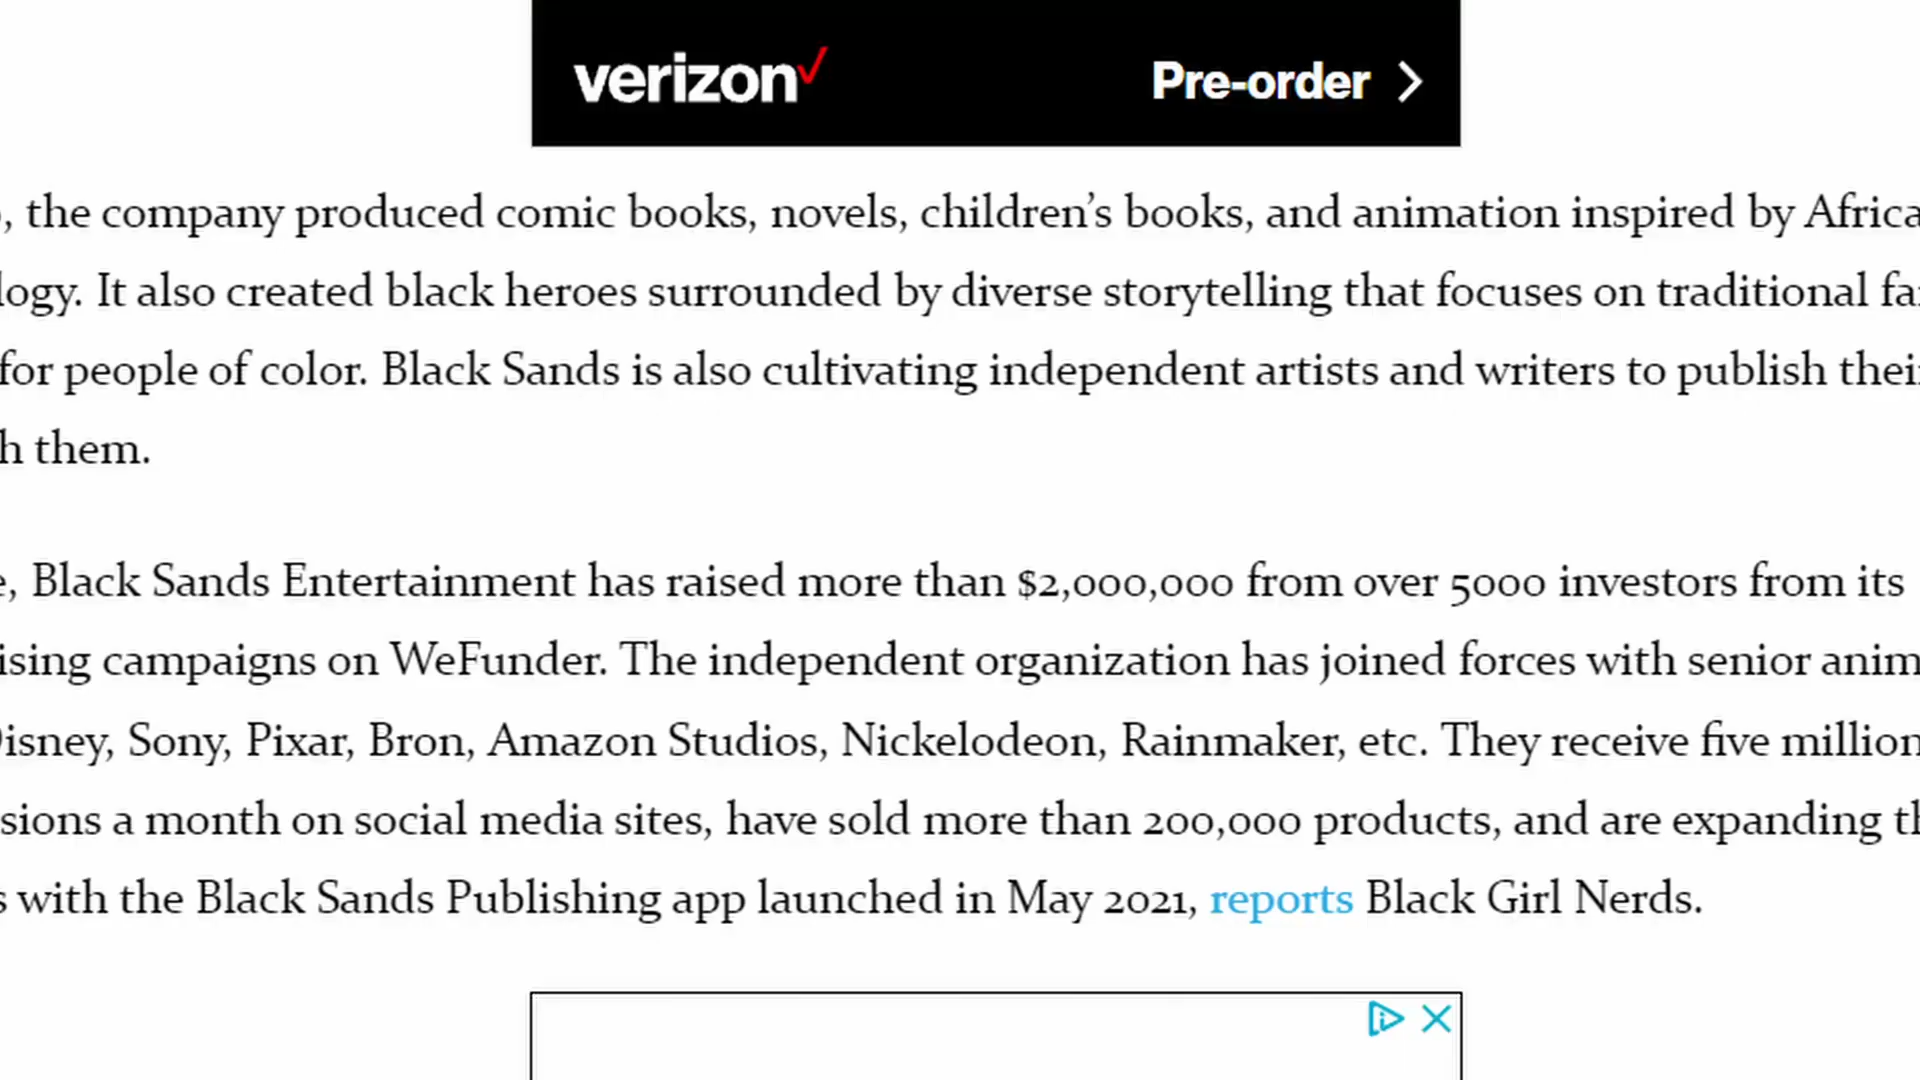 verizon
Pre-order
, the company produced comic books, novels, children’s books, and animation inspired by Africa
logy. It also created black heroes surrounded by diverse storytelling that focuses on traditional fa
for people of color. Black Sands is also cultivating independent artists and writers to publish thei
h them.
e, Black Sands Entertainment has raised more than $2,000,000 from over 5000 investors from its
ising campaigns on WeFunder. The independent organization has joined forces with senior anim
isney, Sony, Pixar, Bron, Amazon Studios, Nickelodeon, Rainmaker, etc. They receive five million
sions a month on social media sites, have sold more than 200,000 products, and are expanding th
s with the Black Sands Publishing app launched in May 2021, reports Black Girl Nerds.